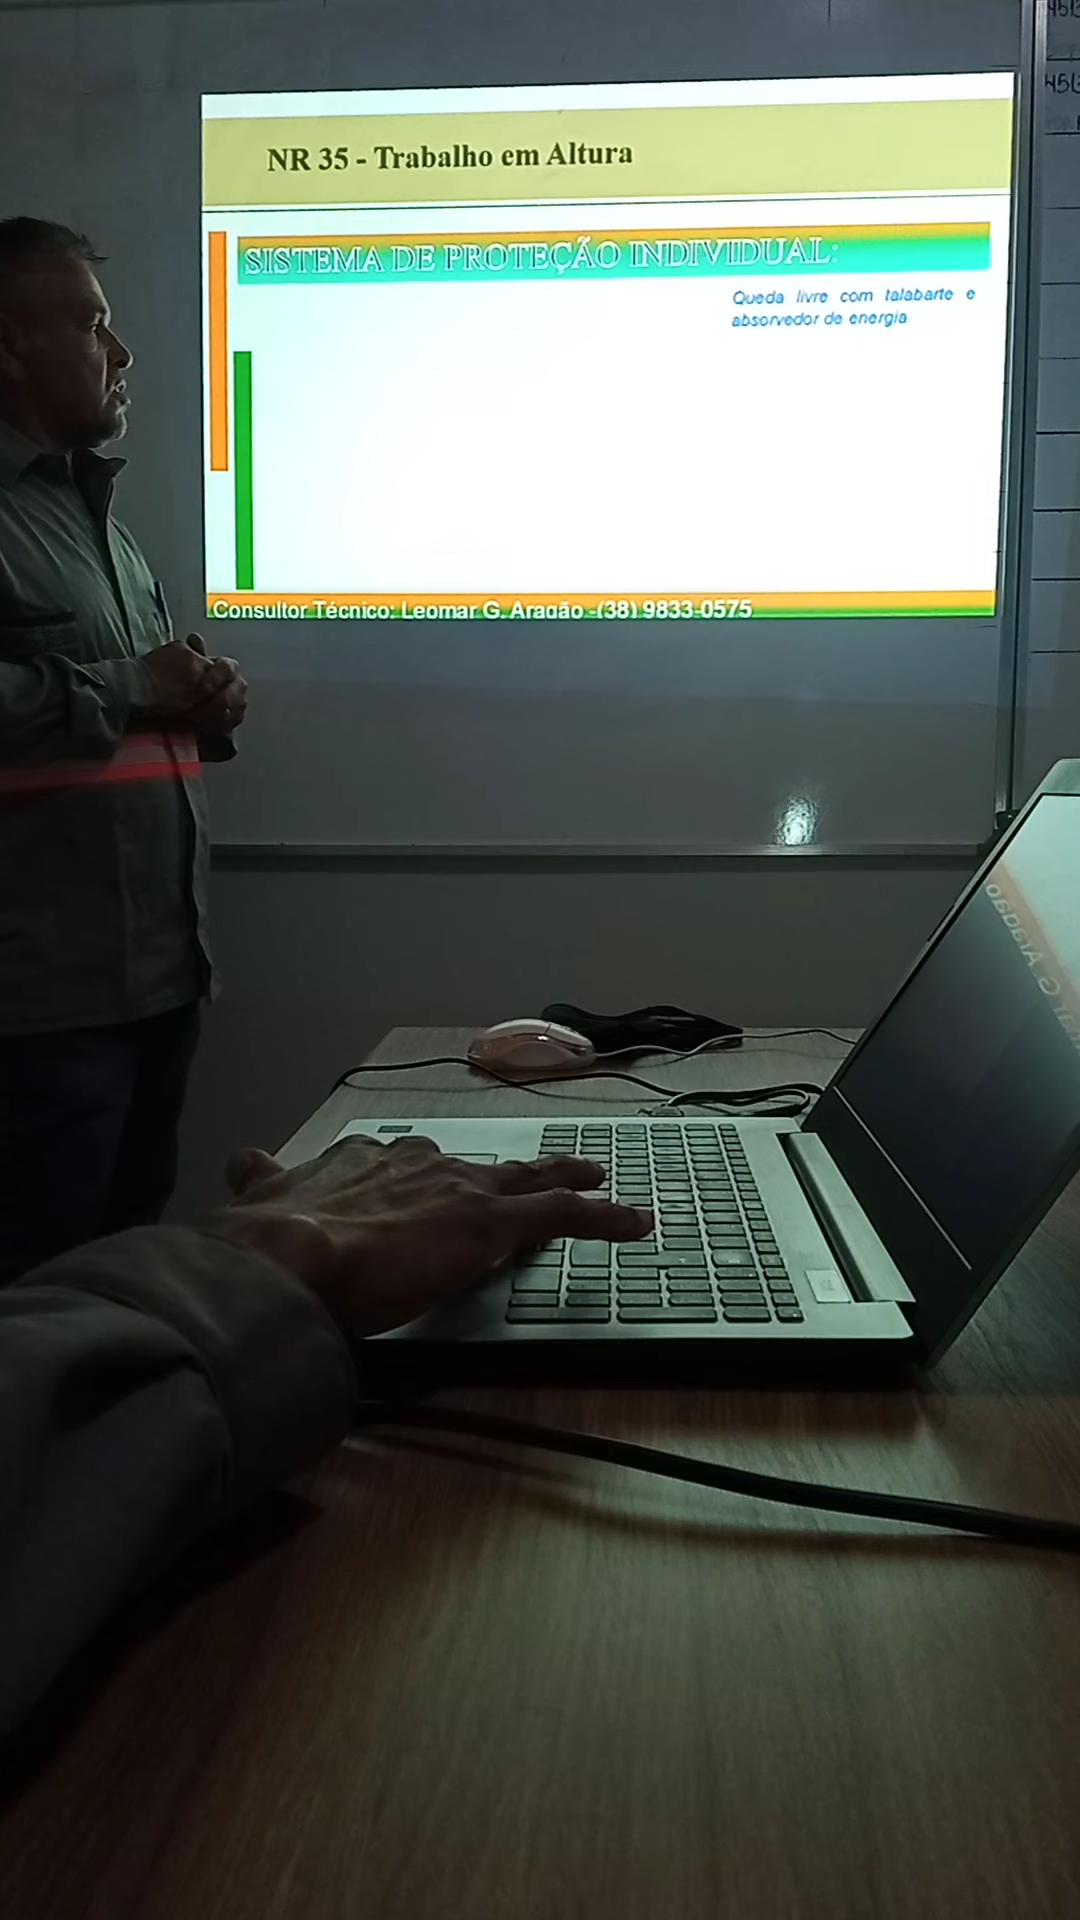 NR 35 - Trabalho em Altura
SISTEMA DE PROTEÇÃO INDIVIDUAL:
Queda livre com talabarte e
absorvedor de energia
Consultor Técnico: Leomar G. Aragão -(38) 9833-0575
G. Aragão